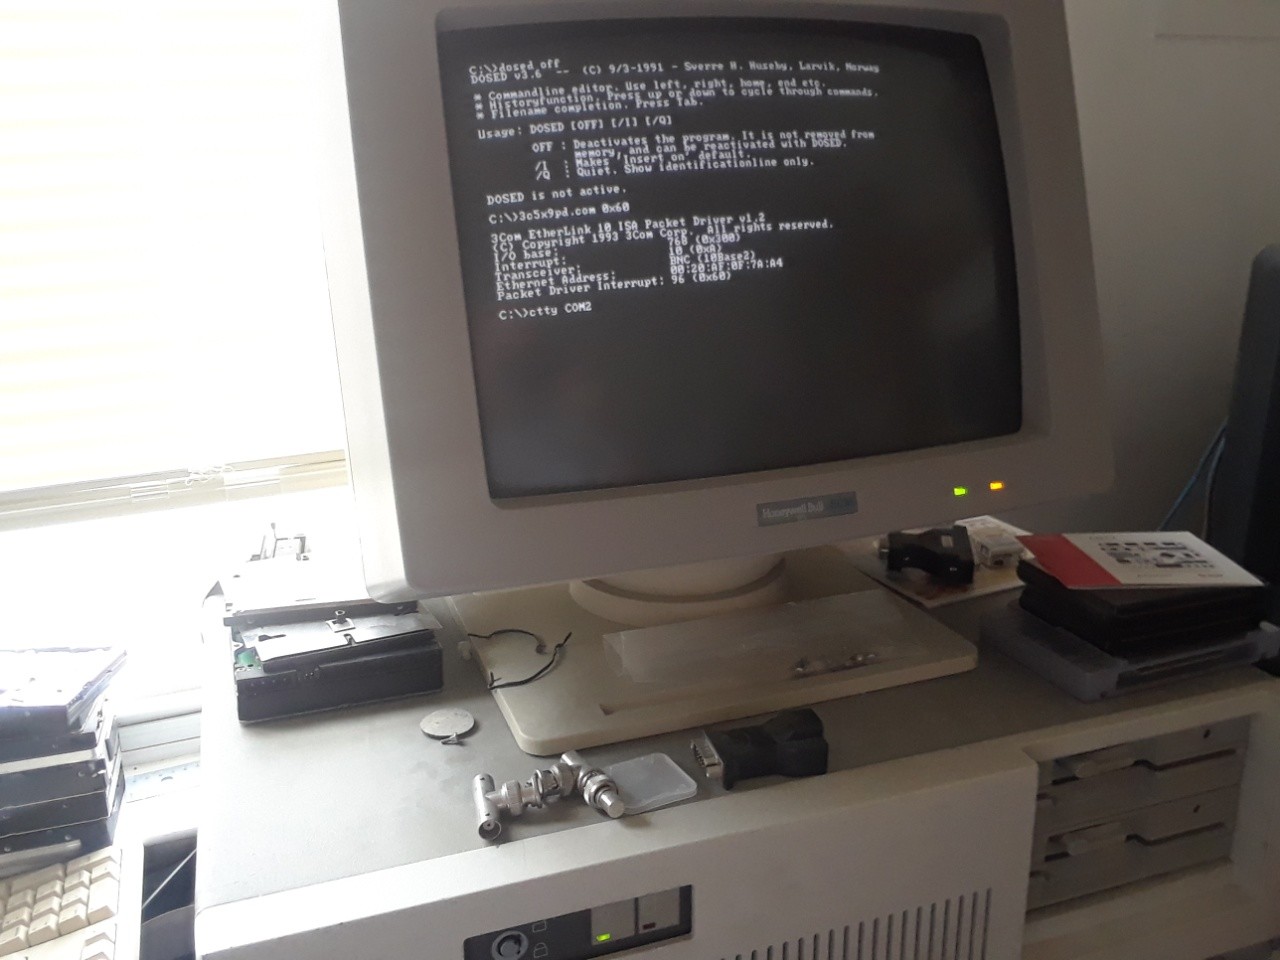 C:\>dosed off
DOSED v3.6 -- (C) 9/3-1991 - Sverre H. Huseby, Larvik, Norway
* Commandline editor. Use left, right, home, end etc.
* Historyfunction. Press up or down to cycle through commands.
* Filename completion. Press Tab.
Usage: DOSED [OFF] [/I] [/Q]
OFF : Deactivates the program. It is not removed from
memory, and can be reactivated with DOSED.
/I : Makes 'Insert on' default.
/Q : Quiet. Show identificationline only.
DOSED is not active.
C:\>3c5x9pd.com 0x60
3Com EtherLink 10 ISA Packet Driver v1.2
(C) Copyright 1993 3Com Corp. All rights reserved.
I/O base: 768 (0x300)
Interrupt: 10 (0xA)
Transceiver: BNC (10Base2)
Ethernet Address: 00:20:AF:0F:7A:A4
Packet Driver Interrupt: 96 (0x60)
C:\>ctty COM2
Honeywell Bull